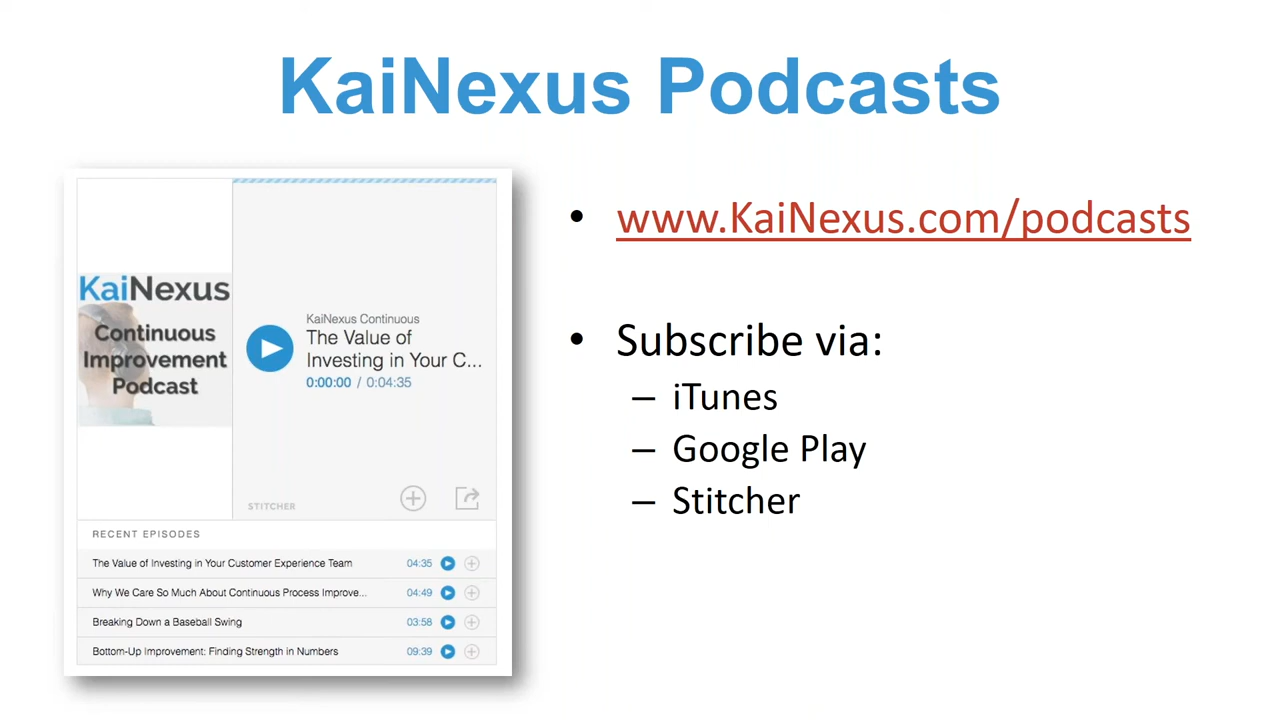 KaiNexus Podcasts
KaiNexus
Continuous
Improvement
Podcast
KaiNexus Continuous
The Value of
Investing in Your C...
0:00:00 / 0:04:35
STITCHER
RECENT EPISODES
The Value of Investing in Your Customer Experience Team 04:35
Why We Care So Much About Continuous Process Improve... 04:49
Breaking Down a Baseball Swing 03:58
Bottom-Up Improvement: Finding Strength in Numbers 09:39
• www.KaiNexus.com/podcasts
• Subscribe via:
– iTunes
– Google Play
– Stitcher